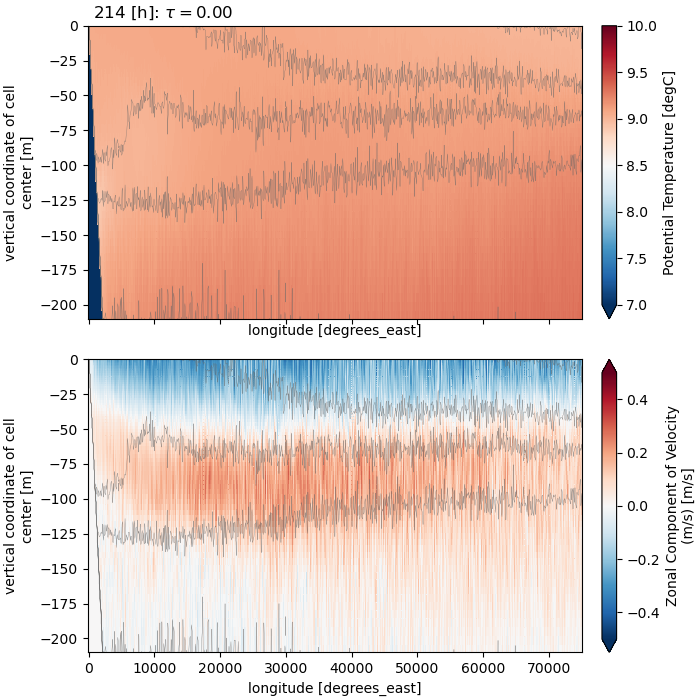 214 [h]: τ = 0.00
0
−25
−50
−75
−100
−125
−150
−175
−200
vertical coordinate of cell
center [m]
longitude [degrees_east]
10.0
9.5
9.0
8.5
8.0
7.5
7.0
Potential Temperature [degC]
0
−25
−50
−75
−100
−125
−150
−175
−200
vertical coordinate of cell
center [m]
0 10000 20000 30000 40000 50000 60000 70000
longitude [degrees_east]
0.4
0.2
0.0
−0.2
−0.4
Zonal Component of Velocity
(m/s) [m/s]